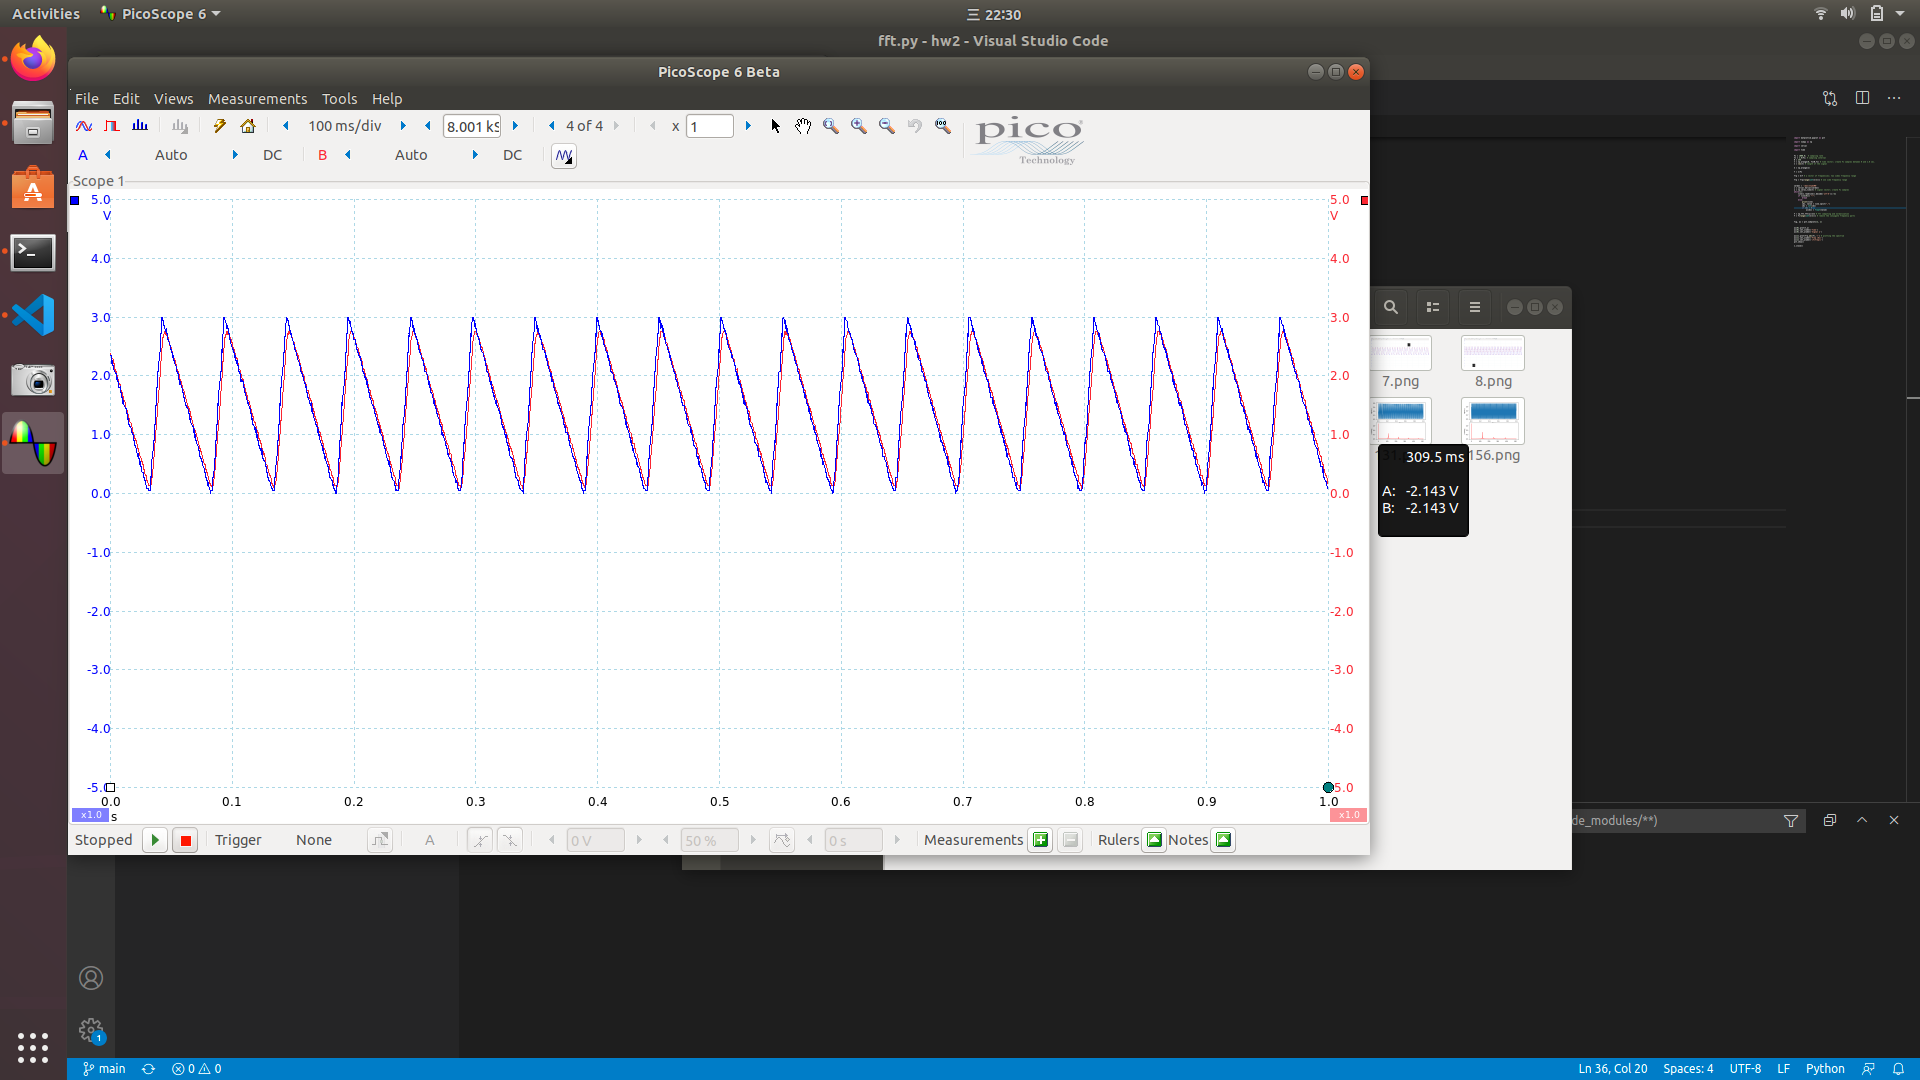 Activities PicoScope 6 三 22:30
fft.py - hw2 - Visual Studio Code
PicoScope 6 Beta
File Edit Views Measurements Tools Help
100 ms/div 8.001 kS 4 of 4 x 1
A Auto DC B Auto DC
pico
Technology
Scope 1
5.0 5.0
V V
4.0 4.0
3.0 3.0
2.0 2.0
1.0 1.0
0.0 0.0
-1.0 -1.0
-2.0 -2.0
-3.0 -3.0
-4.0 -4.0
-5.0 5.0
0.0 0.1 0.2 0.3 0.4 0.5 0.6 0.7 0.8 0.9 1.0
x1.0 s x1.0
Stopped Trigger None A 0 V 50 % 0 s Measurements Rulers Notes
7.png 8.png
156.png
309.5 ms
A: -2.143 V
B: -2.143 V
de_modules/**)
1
main 0 0 Ln 36, Col 20 Spaces: 4 UTF-8 LF Python